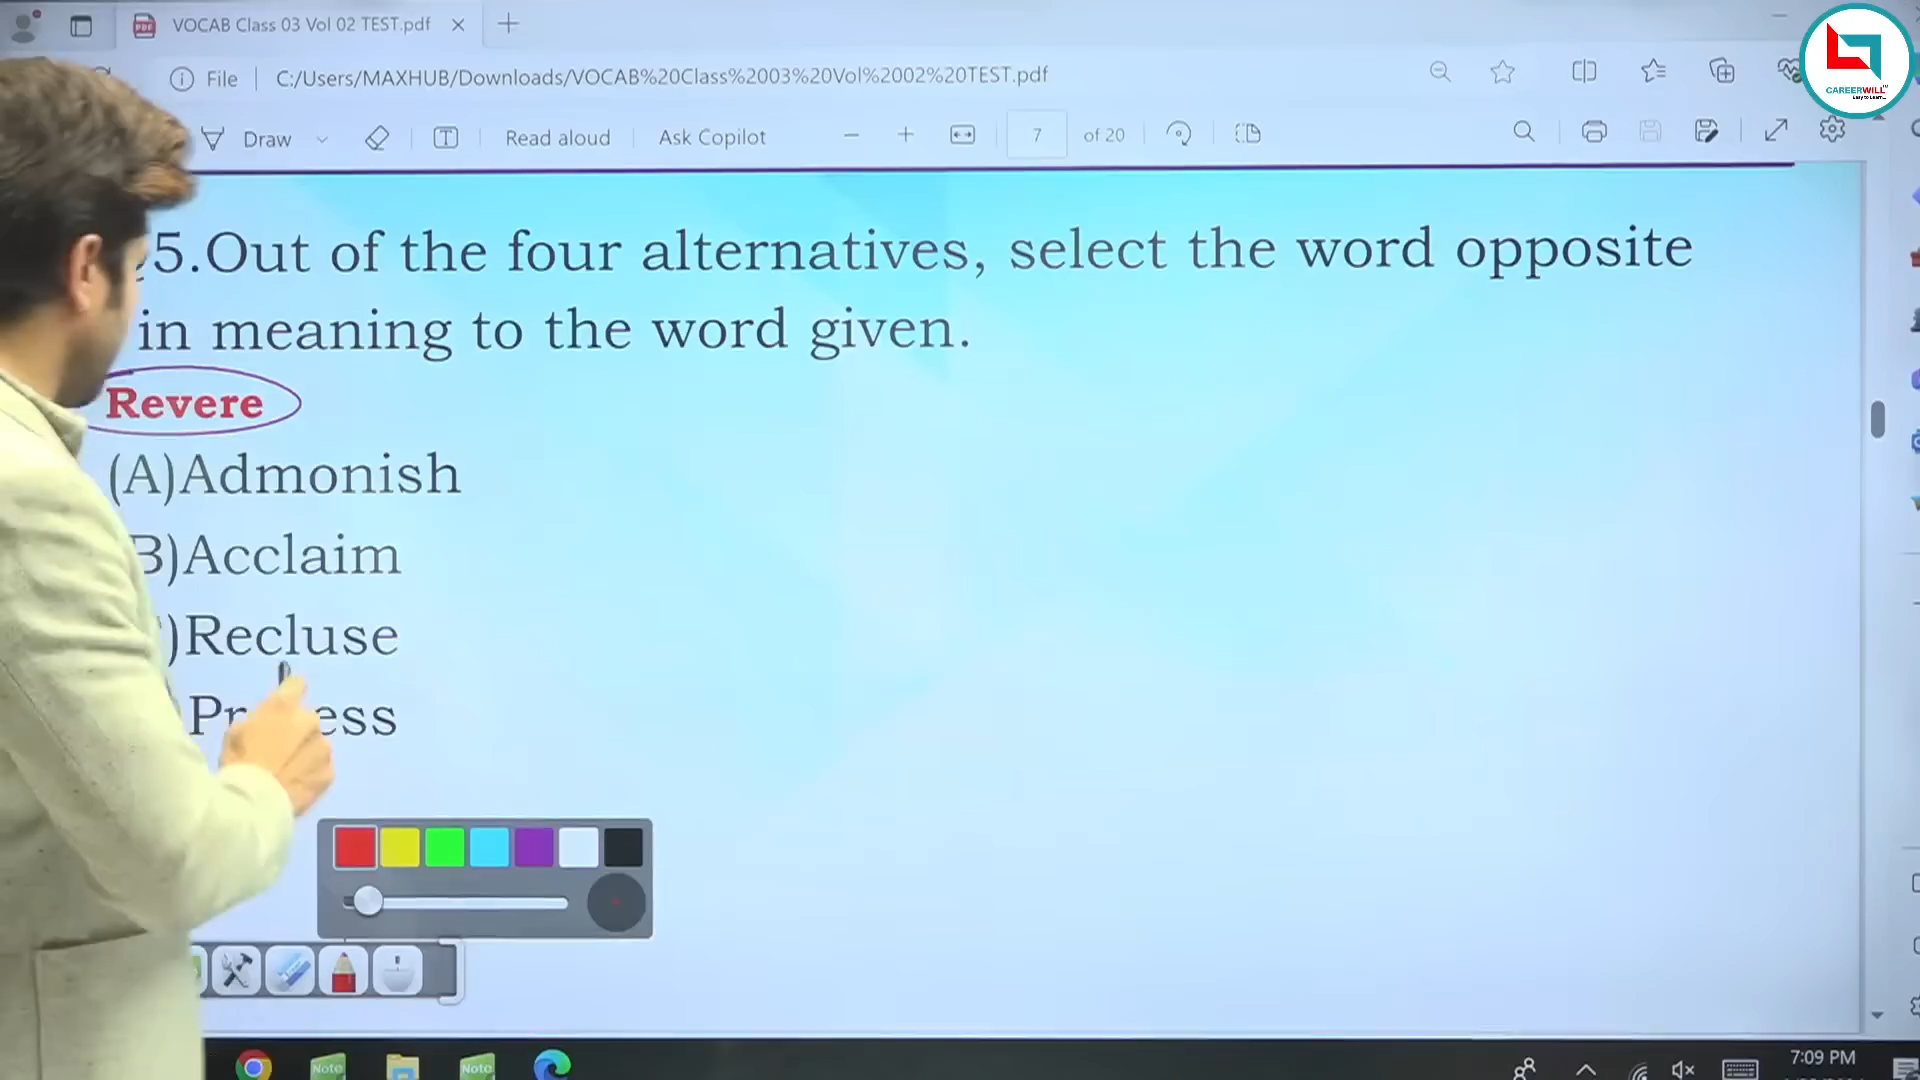 VOCAB Class 03 Vol 02 TEST.pdf
File
C:/Users/MAXHUB/Downloads/VOCAB%20Class%2003%20Vol%2002%20TEST.pdf
CAREERWILL
Draw
Read aloud
Ask Copilot
7
of 20
5.Out of the four alternatives, select the word opposite
in meaning to the word given.
Revere
(A)Admonish
B)Acclaim
)Recluse
Note
Note
7:09 PM